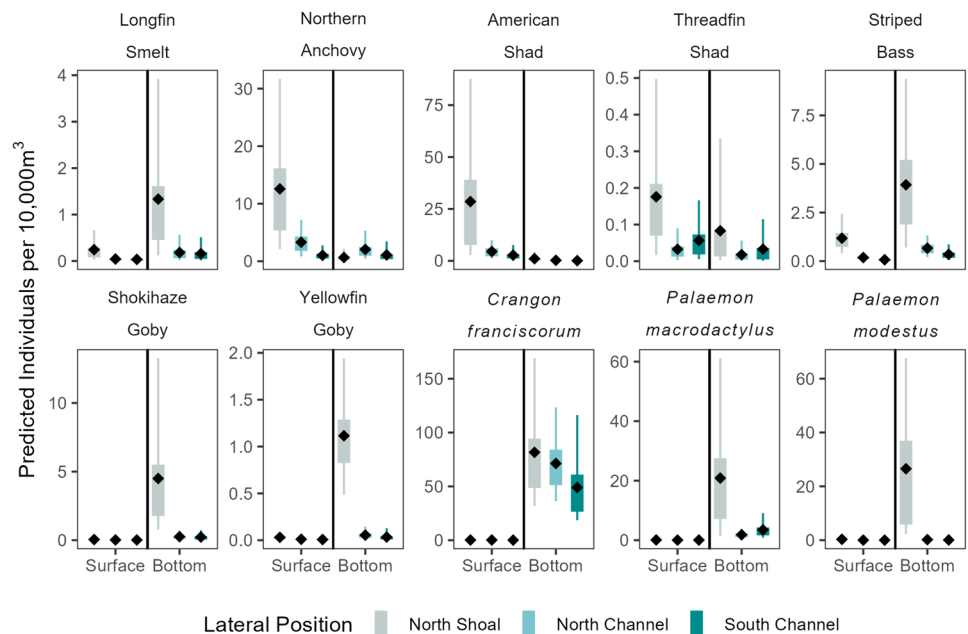 Longfin Smelt
Northern Anchovy
American Shad
Threadfin Shad
Striped Bass
4
3
2
1
0
30
20
10
0
75
50
25
0
0.5
0.4
0.3
0.2
0.1
0.0
7.5
5.0
2.5
0.0
Predicted Individuals per 10,000m³
Shokihaze Goby
Yellowfin Goby
Crangon franciscorum
Palaemon macrodactylus
Palaemon modestus
10
5
0
2.0
1.5
1.0
0.5
0.0
150
100
50
0
60
40
20
0
60
40
20
0
Surface Bottom
Surface Bottom
Surface Bottom
Surface Bottom
Surface Bottom
Lateral Position North Shoal North Channel South Channel